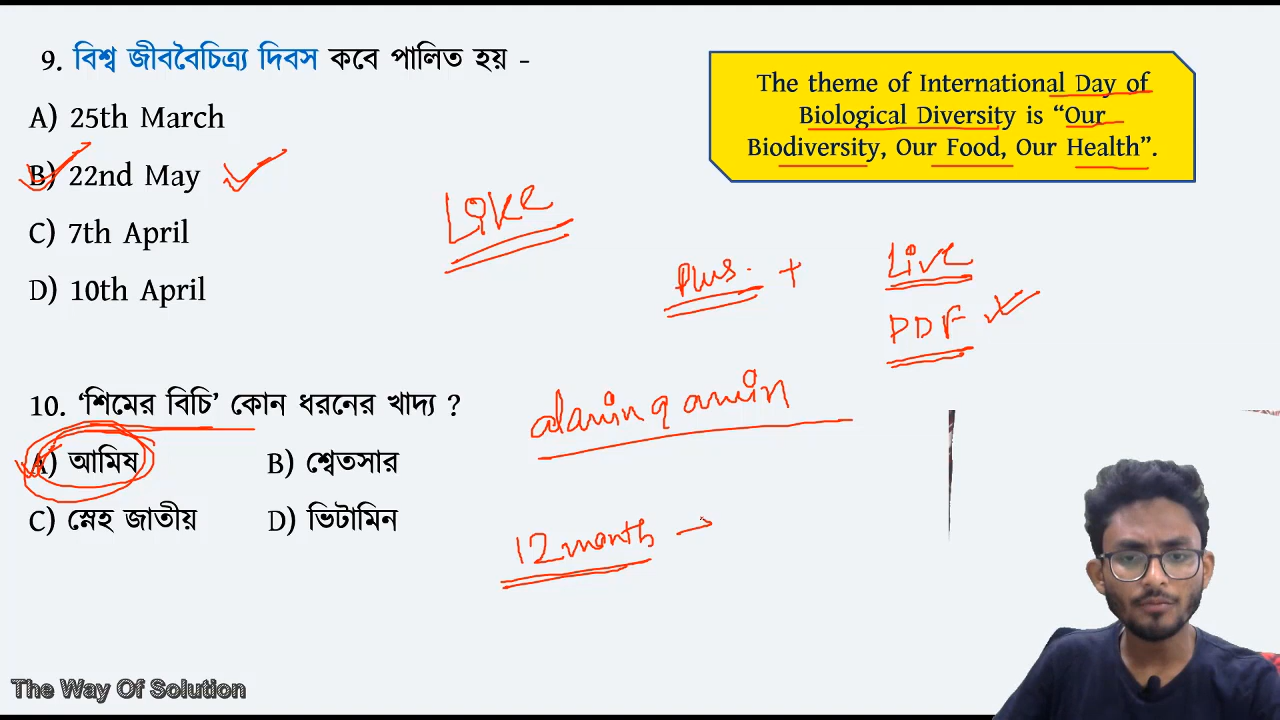 9. বিশ্ব জীববৈচিত্র্য দিবস কবে পালিত হয় -
A) 25th March
B) 22nd May
C) 7th April
D) 10th April
The theme of International Day of
Biological Diversity is “Our
Biodiversity, Our Food, Our Health”.
Like
Plus. +
Live
PDF
10. ‘শিমের বিচি’ কোন ধরনের খাদ্য ?
A) আমিষ
B) শ্বেতসার
C) স্নেহ জাতীয়
D) ভিটামিন
12 month
The Way Of Solution